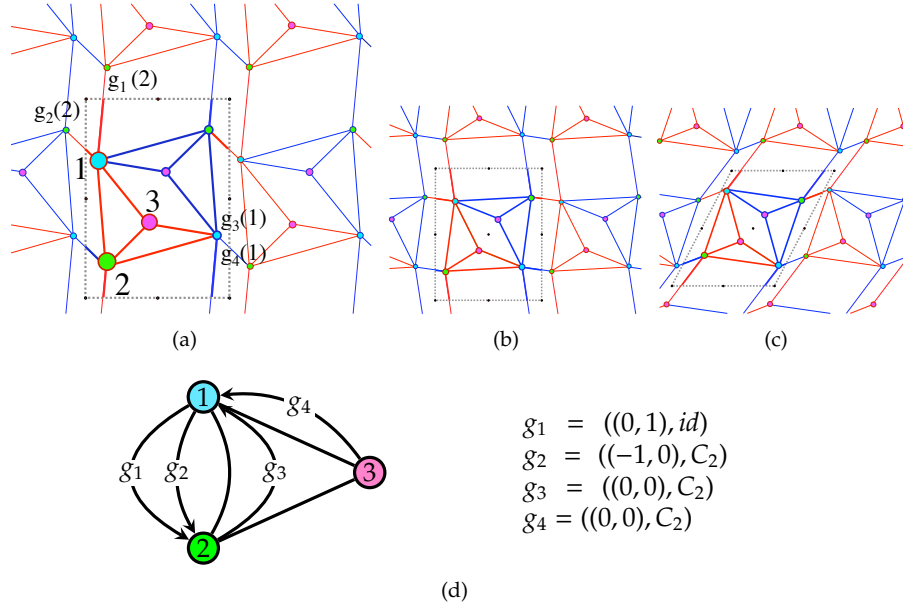 g₁(2)
g₂(2)
1
3
g₃(1)
g₄(1)
2
(a)
(b)
(c)
1
g₄
g₁
g₂
g₃
3
2
g₁ = ((0, 1), id)
g₂ = ((−1, 0), C₂)
g₃ = ((0, 0), C₂)
g₄ = ((0, 0), C₂)
(d)